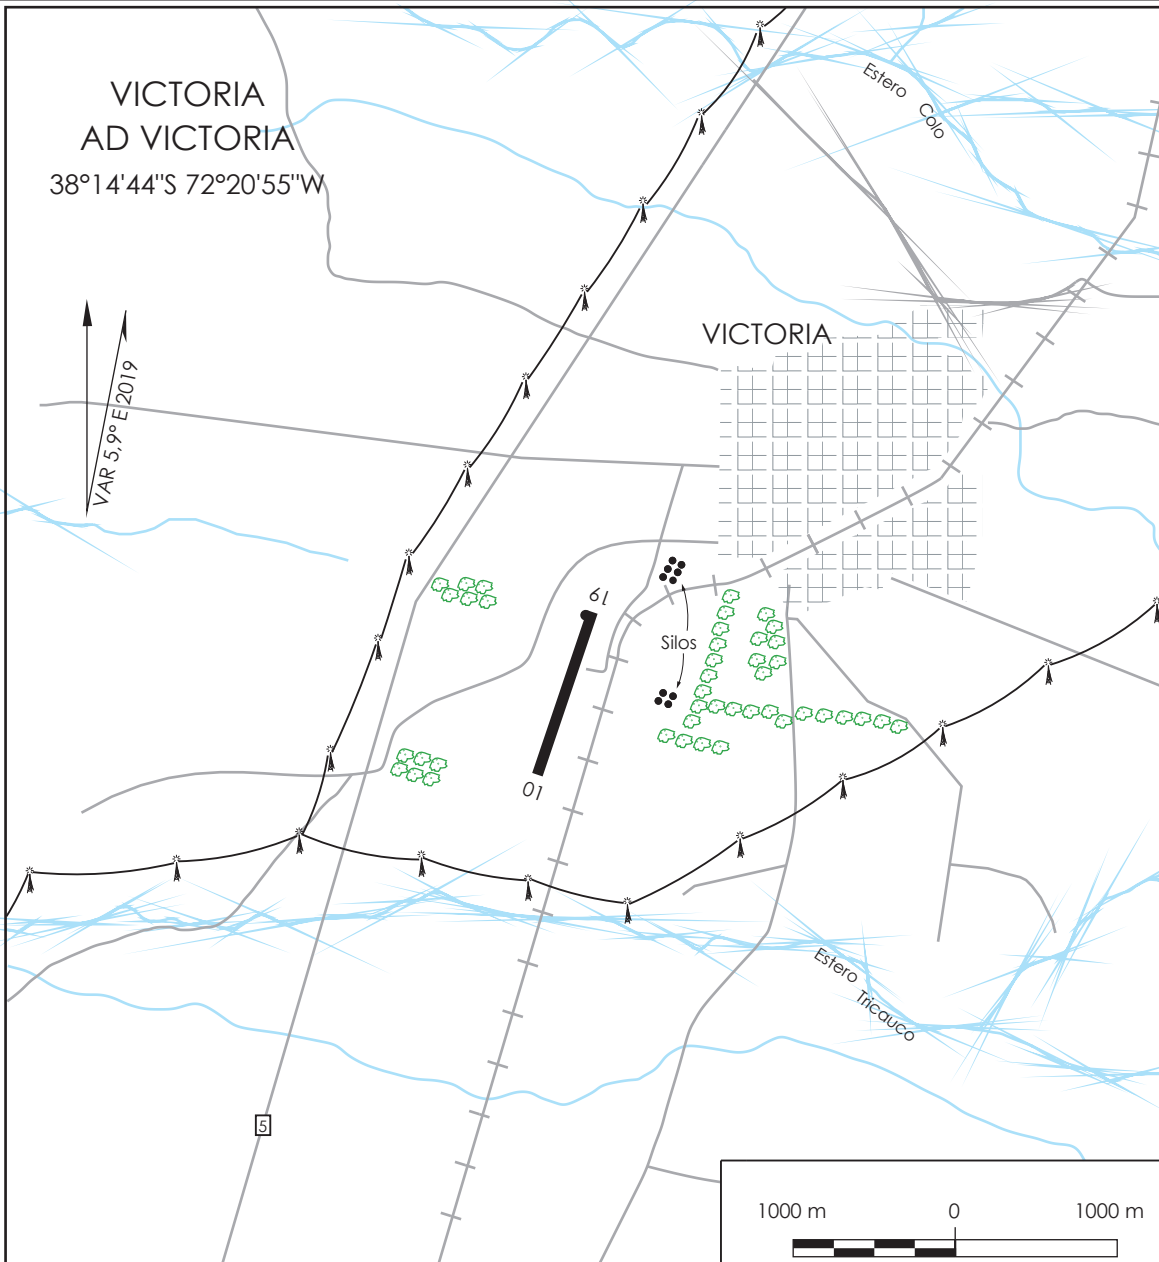 VICTORIA
AD VICTORIA
38°14'44"S 72°20'55"W
Estero Colo
VICTORIA
VAR 5,9° E 2019
19
Silos
01
Estero
Tricauco
5
1000 m 0 1000 m